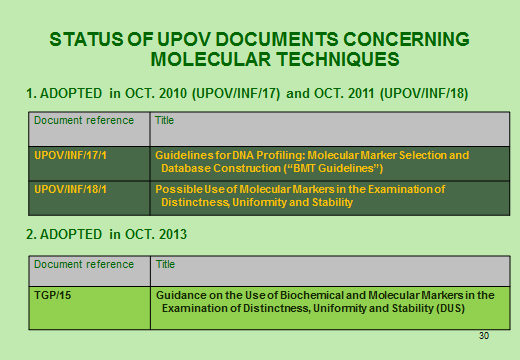 STATUS OF UPOV DOCUMENTS CONCERNING
MOLECULAR TECHNIQUES
1. ADOPTED in OCT. 2010 (UPOV/INF/17) and OCT. 2011 (UPOV/INF/18)
Document reference Title
UPOV/INF/17/1 Guidelines for DNA Profiling: Molecular Marker Selection and
Database Construction (“BMT Guidelines”)
UPOV/INF/18/1 Possible Use of Molecular Markers in the Examination of
Distinctness, Uniformity and Stability
2. ADOPTED in OCT. 2013
Document reference Title
TGP/15 Guidance on the Use of Biochemical and Molecular Markers in the
Examination of Distinctness, Uniformity and Stability (DUS)
30